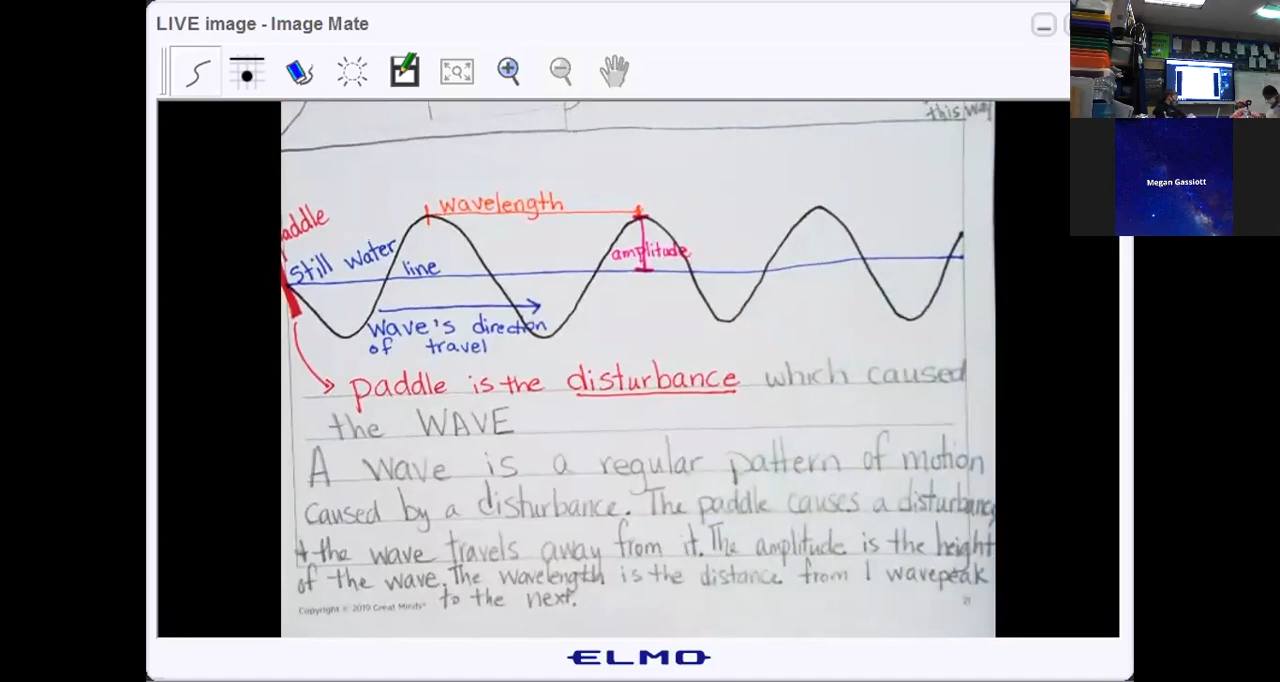 LIVE image - Image Mate
this way
wavelength
Still water
line
amplitude
Wave's direction
of travel
paddle is the disturbance which caused
the WAVE
A wave is a regular pattern of motion
caused by a disturbance. The paddle causes a disturbanc
+ the wave travels away from it. The amplitude is the height
of the wave. The wavelength is the distance from 1 wavepeak
to the next.
Copyright © 2019 Great Minds®
21
ELMO
Megan Gassiott